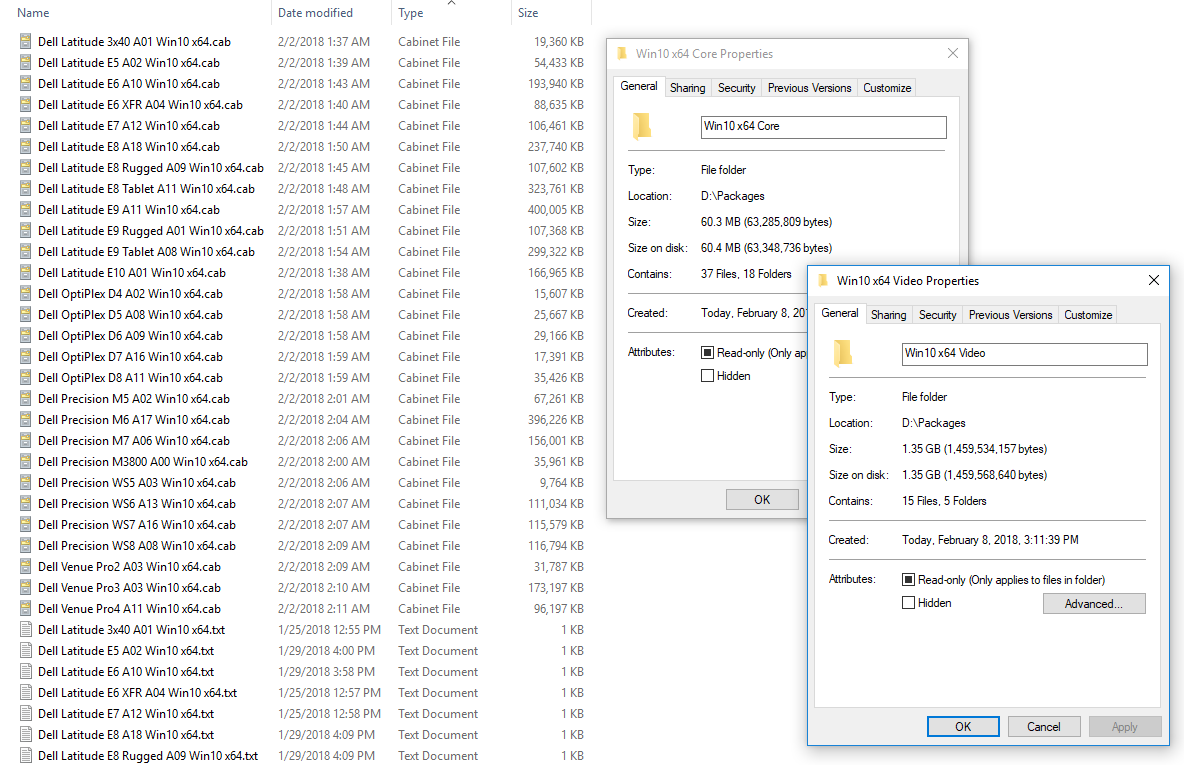 Name Date modified Type Size
Dell Latitude 3x40 A01 Win10 x64.cab 2/2/2018 1:37 AM Cabinet File 19,360 KB
Dell Latitude E5 A02 Win10 x64.cab 2/2/2018 1:39 AM Cabinet File 54,433 KB
Dell Latitude E6 A10 Win10 x64.cab 2/2/2018 1:43 AM Cabinet File 193,940 KB
Dell Latitude E6 XFR A04 Win10 x64.cab 2/2/2018 1:40 AM Cabinet File 88,635 KB
Dell Latitude E7 A12 Win10 x64.cab 2/2/2018 1:44 AM Cabinet File 106,461 KB
Dell Latitude E8 A18 Win10 x64.cab 2/2/2018 1:50 AM Cabinet File 237,740 KB
Dell Latitude E8 Rugged A09 Win10 x64.cab 2/2/2018 1:45 AM Cabinet File 107,602 KB
Dell Latitude E8 Tablet A11 Win10 x64.cab 2/2/2018 1:48 AM Cabinet File 323,761 KB
Dell Latitude E9 A11 Win10 x64.cab 2/2/2018 1:57 AM Cabinet File 400,005 KB
Dell Latitude E9 Rugged A01 Win10 x64.cab 2/2/2018 1:51 AM Cabinet File 107,368 KB
Dell Latitude E9 Tablet A08 Win10 x64.cab 2/2/2018 1:54 AM Cabinet File 299,322 KB
Dell Latitude E10 A01 Win10 x64.cab 2/2/2018 1:38 AM Cabinet File 166,965 KB
Dell OptiPlex D4 A02 Win10 x64.cab 2/2/2018 1:58 AM Cabinet File 15,607 KB
Dell OptiPlex D5 A08 Win10 x64.cab 2/2/2018 1:58 AM Cabinet File 25,667 KB
Dell OptiPlex D6 A09 Win10 x64.cab 2/2/2018 1:58 AM Cabinet File 29,166 KB
Dell OptiPlex D7 A16 Win10 x64.cab 2/2/2018 1:59 AM Cabinet File 17,391 KB
Dell OptiPlex D8 A11 Win10 x64.cab 2/2/2018 1:59 AM Cabinet File 35,426 KB
Dell Precision M5 A02 Win10 x64.cab 2/2/2018 2:01 AM Cabinet File 67,261 KB
Dell Precision M6 A17 Win10 x64.cab 2/2/2018 2:04 AM Cabinet File 396,226 KB
Dell Precision M7 A06 Win10 x64.cab 2/2/2018 2:06 AM Cabinet File 156,001 KB
Dell Precision M3800 A00 Win10 x64.cab 2/2/2018 2:00 AM Cabinet File 35,961 KB
Dell Precision WS5 A03 Win10 x64.cab 2/2/2018 2:06 AM Cabinet File 9,764 KB
Dell Precision WS6 A13 Win10 x64.cab 2/2/2018 2:07 AM Cabinet File 111,034 KB
Dell Precision WS7 A16 Win10 x64.cab 2/2/2018 2:07 AM Cabinet File 115,579 KB
Dell Precision WS8 A08 Win10 x64.cab 2/2/2018 2:09 AM Cabinet File 116,794 KB
Dell Venue Pro2 A03 Win10 x64.cab 2/2/2018 2:09 AM Cabinet File 31,787 KB
Dell Venue Pro3 A03 Win10 x64.cab 2/2/2018 2:10 AM Cabinet File 173,197 KB
Dell Venue Pro4 A11 Win10 x64.cab 2/2/2018 2:11 AM Cabinet File 96,197 KB
Dell Latitude 3x40 A01 Win10 x64.txt 1/25/2018 12:55 PM Text Document 1 KB
Dell Latitude E5 A02 Win10 x64.txt 1/29/2018 4:00 PM Text Document 1 KB
Dell Latitude E6 A10 Win10 x64.txt 1/29/2018 3:58 PM Text Document 1 KB
Dell Latitude E6 XFR A04 Win10 x64.txt 1/25/2018 12:57 PM Text Document 1 KB
Dell Latitude E7 A12 Win10 x64.txt 1/25/2018 12:58 PM Text Document 1 KB
Dell Latitude E8 A18 Win10 x64.txt 1/29/2018 4:09 PM Text Document 1 KB
Dell Latitude E8 Rugged A09 Win10 x64.txt 1/29/2018 4:09 PM Text Document 1 KB
Win10 x64 Core Properties
General Sharing Security Previous Versions Customize
Win10 x64 Core
Type: File folder
Location: D:\Packages
Size: 60.3 MB (63,285,809 bytes)
Size on disk: 60.4 MB (63,348,736 bytes)
Contains: 37 Files, 18 Folders
Created: Today, February 8, 201
Attributes: Read-only (Only ap
Hidden
OK
Win10 x64 Video Properties
General Sharing Security Previous Versions Customize
Win10 x64 Video
Type: File folder
Location: D:\Packages
Size: 1.35 GB (1,459,534,157 bytes)
Size on disk: 1.35 GB (1,459,568,640 bytes)
Contains: 15 Files, 5 Folders
Created: Today, February 8, 2018, 3:11:39 PM
Attributes: Read-only (Only applies to files in folder)
Hidden Advanced...
OK Cancel Apply